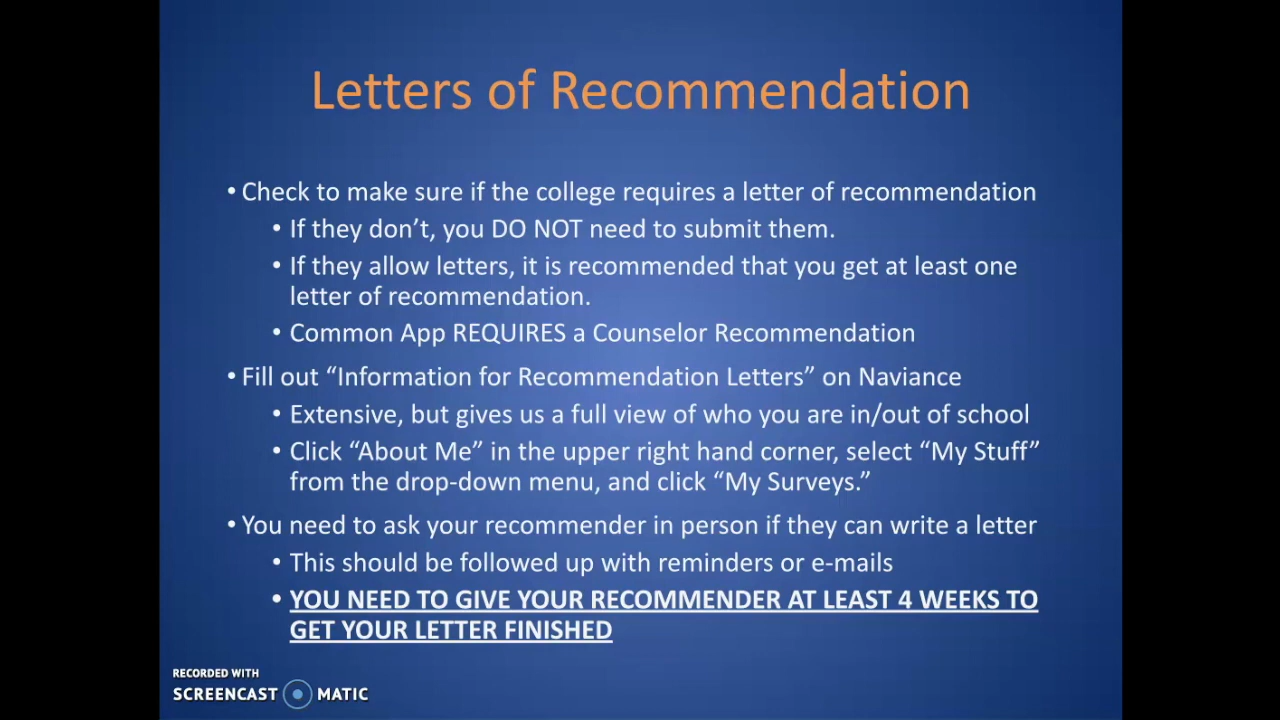 Letters of Recommendation
• Check to make sure if the college requires a letter of recommendation
• If they don’t, you DO NOT need to submit them.
• If they allow letters, it is recommended that you get at least one
letter of recommendation.
• Common App REQUIRES a Counselor Recommendation
• Fill out “Information for Recommendation Letters” on Naviance
• Extensive, but gives us a full view of who you are in/out of school
• Click “About Me” in the upper right hand corner, select “My Stuff”
from the drop-down menu, and click “My Surveys.”
• You need to ask your recommender in person if they can write a letter
• This should be followed up with reminders or e-mails
• YOU NEED TO GIVE YOUR RECOMMENDER AT LEAST 4 WEEKS TO
GET YOUR LETTER FINISHED
RECORDED WITH
SCREENCAST MATIC